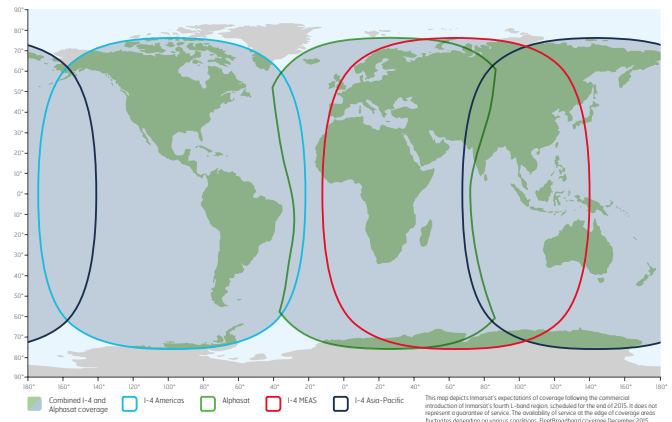 90°
80°
70°
60°
50°
40°
30°
20°
10°
0°
10°
20°
30°
40°
50°
60°
70°
80°
90°
180° 160° 140° 120° 100° 80° 60° 40° 20° 0° 20° 40° 60° 80° 100° 120° 140° 160° 180°
Combined I-4 and
Alphasat coverage
I-4 Americas
Alphasat
I-4 MEAS
I-4 Asia-Pacific
This map depicts Inmarsat's expectations of coverage following the commercial
introduction of Inmarsat's fourth L-band region, scheduled for the end of 2015. It does not
represent a guarantee of service. The availability of service at the edge of coverage areas
fluctuates depending on various conditions. FleetBroadband coverage December 2015.